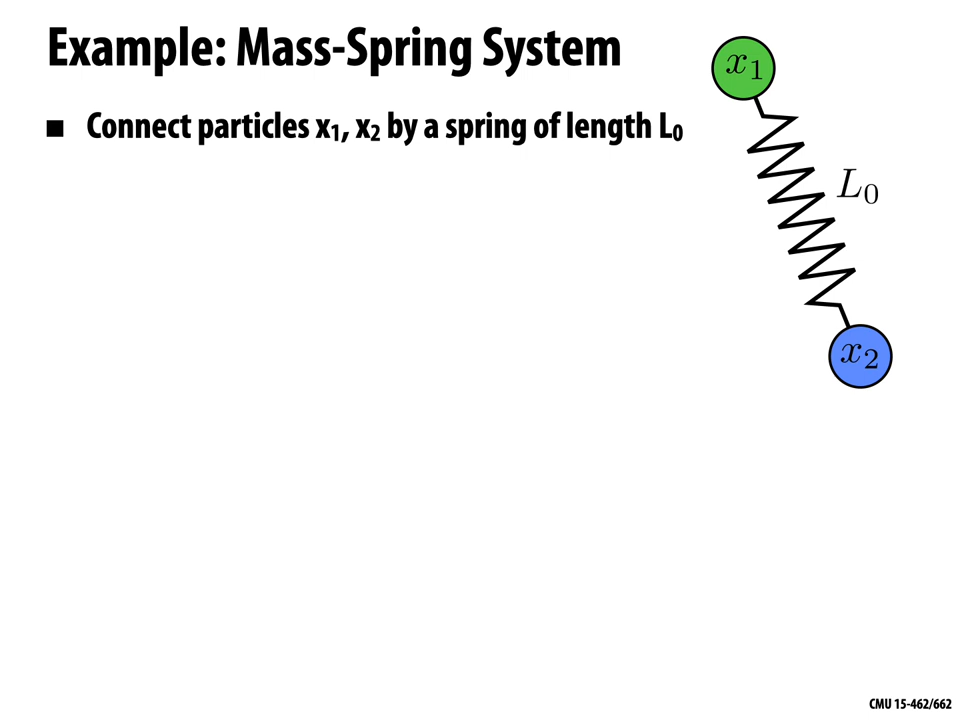 Example: Mass-Spring System
x₁
■ Connect particles x₁, x₂ by a spring of length L₀
L₀
x₂
CMU 15-462/662